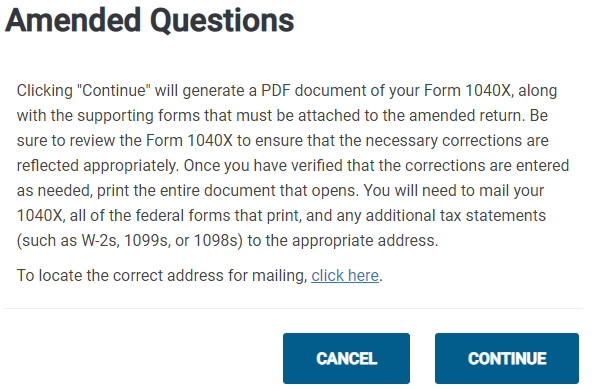 Amended Questions
Clicking "Continue" will generate a PDF document of your Form 1040X, along
with the supporting forms that must be attached to the amended return. Be
sure to review the Form 1040X to ensure that the necessary corrections are
reflected appropriately. Once you have verified that the corrections are entered
as needed, print the entire document that opens. You will need to mail your
1040X, all of the federal forms that print, and any additional tax statements
(such as W-2s, 1099s, or 1098s) to the appropriate address.
To locate the correct address for mailing, click here.
CANCEL
CONTINUE